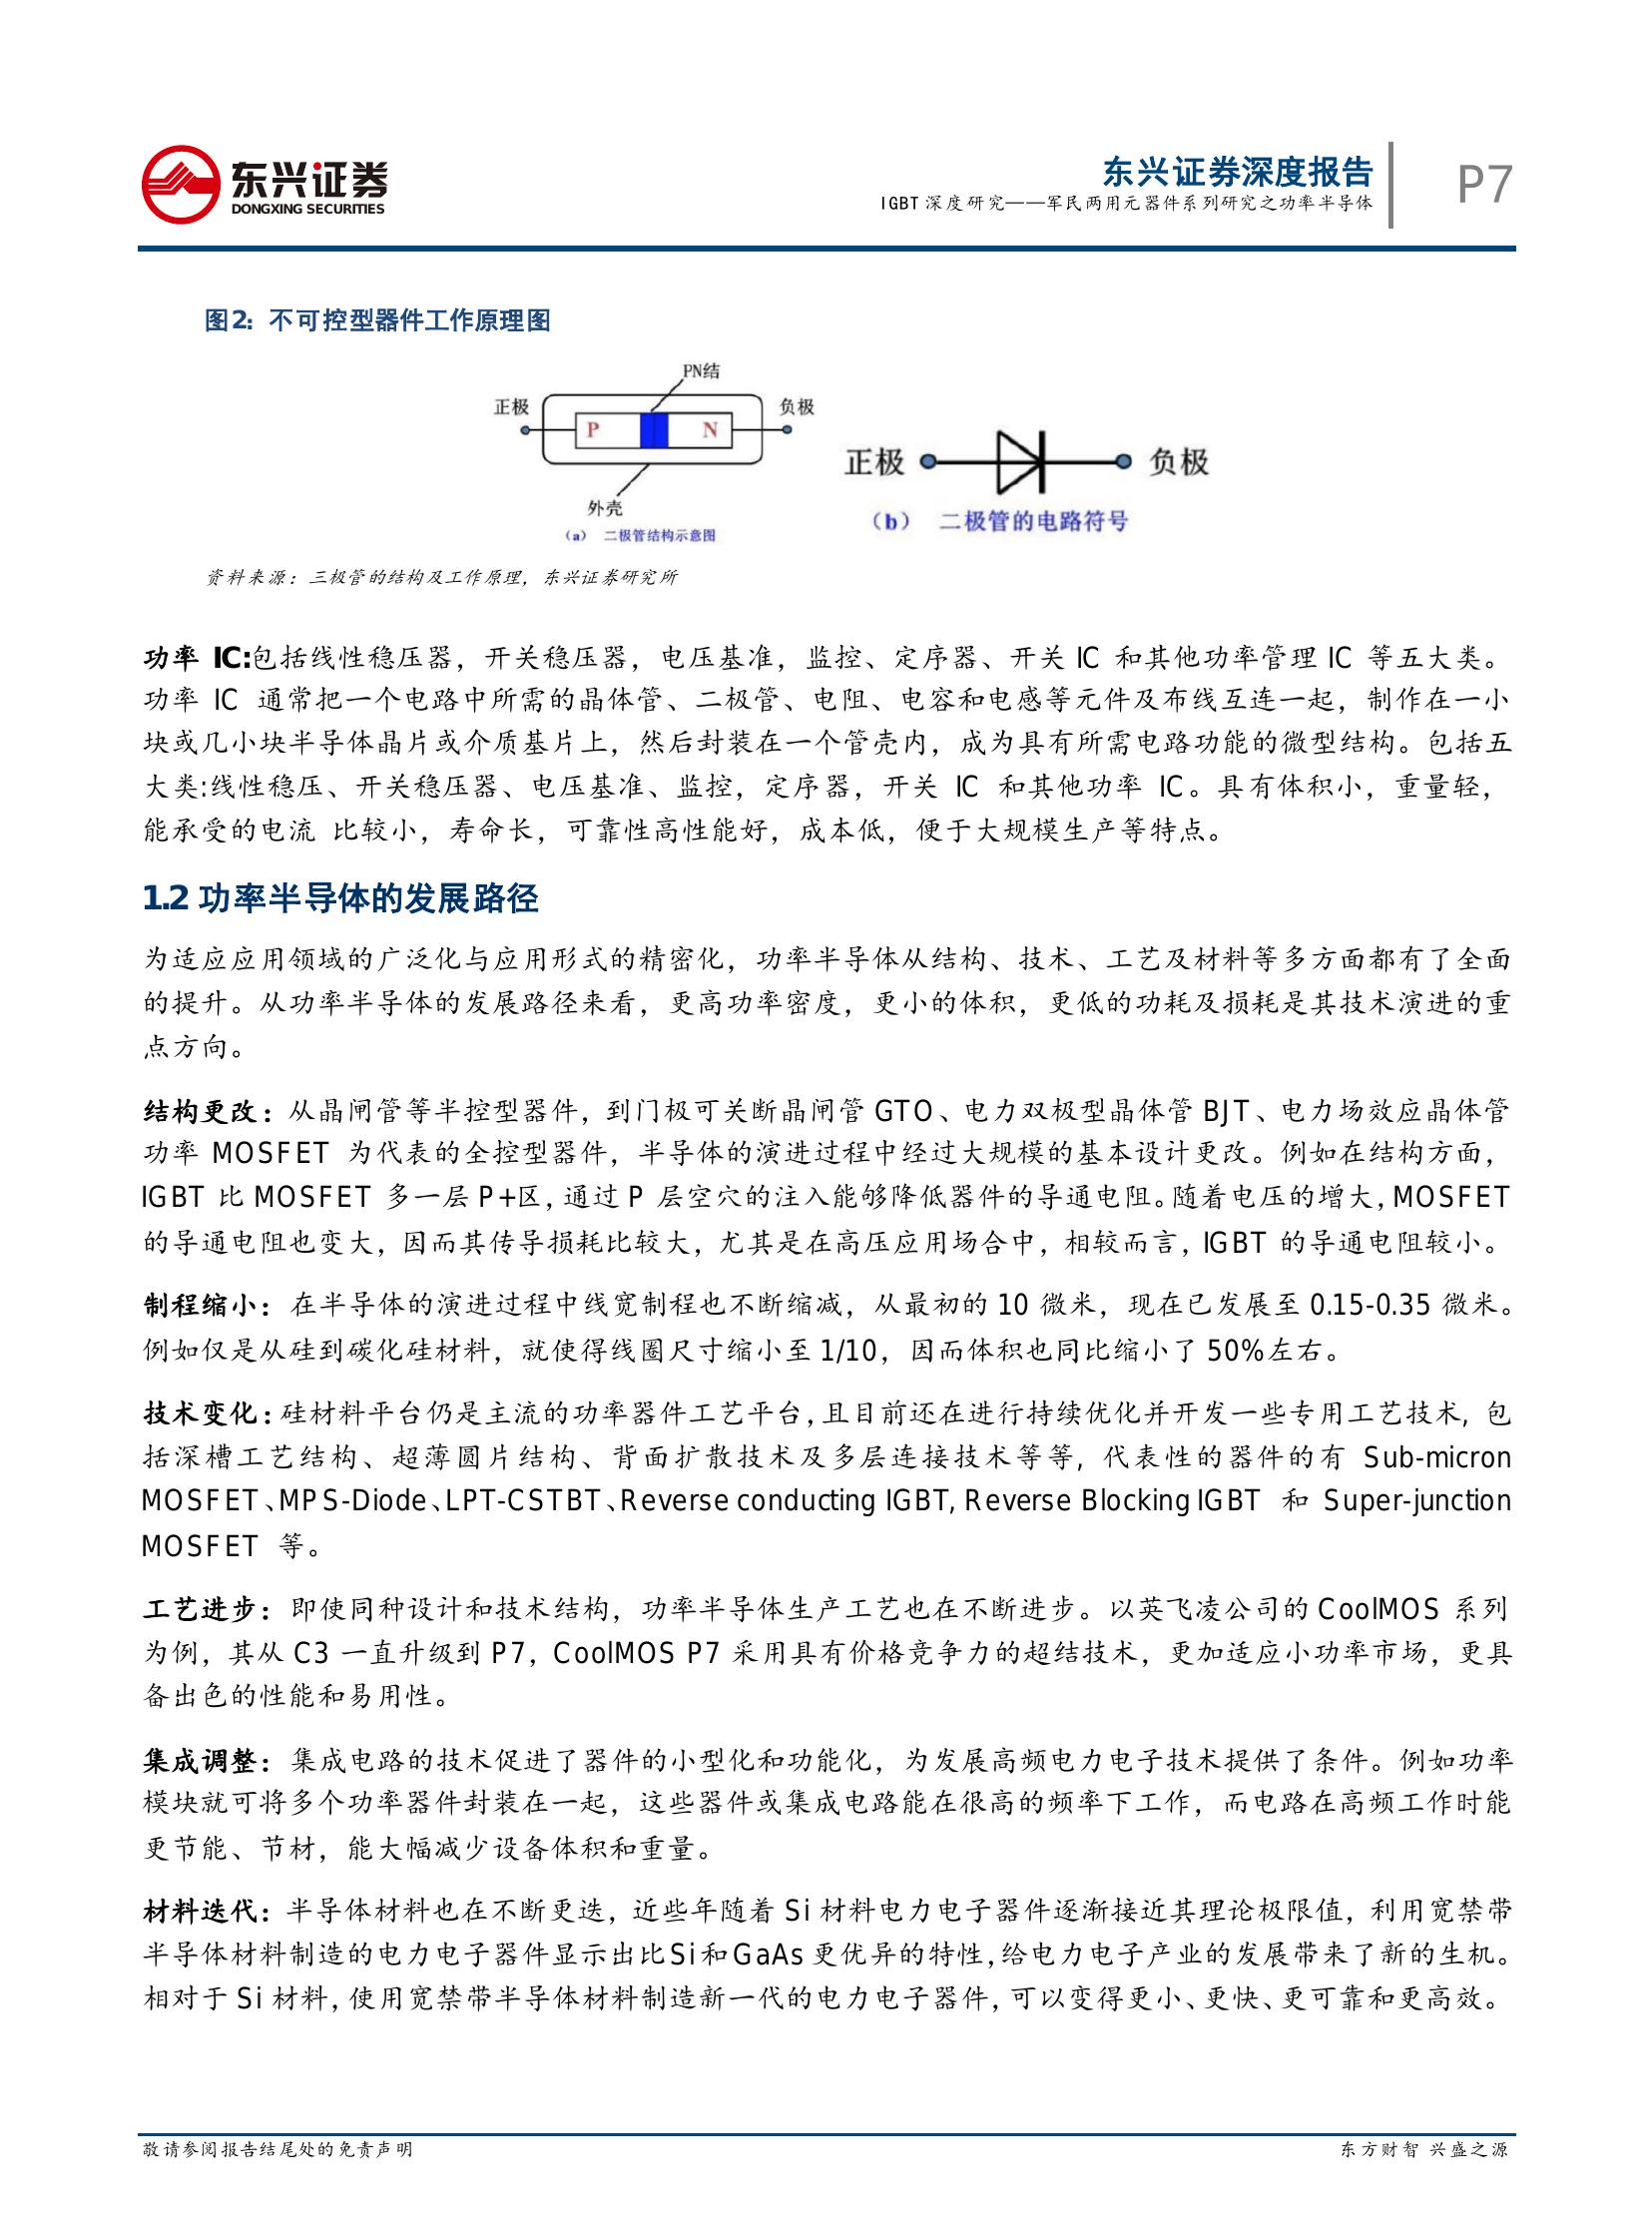 东兴证券
DONGXING SECURITIES
东兴证券深度报告
IGBT 深度研究——军民两用元器件系列研究之功率半导体
P7
图2: 不可控型器件工作原理图
PN结
正极
负极
P
N
外壳
(a) 二极管结构示意图
正极
负极
(b) 二极管的电路符号
资料来源：三极管的结构及工作原理，东兴证券研究所
功率 IC:包括线性稳压器，开关稳压器，电压基准，监控、定序器、开关 IC 和其他功率管理 IC 等五大类。
功率 IC 通常把一个电路中所需的晶体管、二极管、电阻、电容和电感等元件及布线互连一起，制作在一小
块或几小块半导体晶片或介质基片上，然后封装在一个管壳内，成为具有所需电路功能的微型结构。包括五
大类:线性稳压、开关稳压器、电压基准、监控，定序器，开关 IC 和其他功率 IC。具有体积小，重量轻，
能承受的电流 比较小，寿命长，可靠性高性能好，成本低，便于大规模生产等特点。
1.2 功率半导体的发展路径
为适应应用领域的广泛化与应用形式的精密化，功率半导体从结构、技术、工艺及材料等多方面都有了全面
的提升。从功率半导体的发展路径来看，更高功率密度，更小的体积，更低的功耗及损耗是其技术演进的重
点方向。
结构更改：从晶闸管等半控型器件，到门极可关断晶闸管 GTO、电力双极型晶体管 BJT、电力场效应晶体管
功率 MOSFET 为代表的全控型器件，半导体的演进过程中经过大规模的基本设计更改。例如在结构方面，
IGBT 比 MOSFET 多一层 P+区，通过 P 层空穴的注入能够降低器件的导通电阻。随着电压的增大，MOSFET
的导通电阻也变大，因而其传导损耗比较大，尤其是在高压应用场合中，相较而言，IGBT 的导通电阻较小。
制程缩小：在半导体的演进过程中线宽制程也不断缩减，从最初的 10 微米，现在已发展至 0.15-0.35 微米。
例如仅是从硅到碳化硅材料，就使得线圈尺寸缩小至 1/10，因而体积也同比缩小了 50%左右。
技术变化：硅材料平台仍是主流的功率器件工艺平台，且目前还在进行持续优化并开发一些专用工艺技术，包
括深槽工艺结构、超薄圆片结构、背面扩散技术及多层连接技术等等，代表性的器件的有 Sub-micron
MOSFET、MPS-Diode、LPT-CSTBT、Reverse conducting IGBT, Reverse Blocking IGBT 和 Super-junction
MOSFET 等。
工艺进步：即使同种设计和技术结构，功率半导体生产工艺也在不断进步。以英飞凌公司的 CoolMOS 系列
为例，其从 C3 一直升级到 P7，CoolMOS P7 采用具有价格竞争力的超结技术，更加适应小功率市场，更具
备出色的性能和易用性。
集成调整：集成电路的技术促进了器件的小型化和功能化，为发展高频电力电子技术提供了条件。例如功率
模块就可将多个功率器件封装在一起，这些器件或集成电路能在很高的频率下工作，而电路在高频工作时能
更节能、节材，能大幅减少设备体积和重量。
材料迭代：半导体材料也在不断更迭，近些年随着 Si 材料电力电子器件逐渐接近其理论极限值，利用宽禁带
半导体材料制造的电力电子器件显示出比Si和GaAs 更优异的特性，给电力电子产业的发展带来了新的生机。
相对于 Si 材料，使用宽禁带半导体材料制造新一代的电力电子器件，可以变得更小、更快、更可靠和更高效。
敬请参阅报告结尾处的免责声明
东方财智 兴盛之源